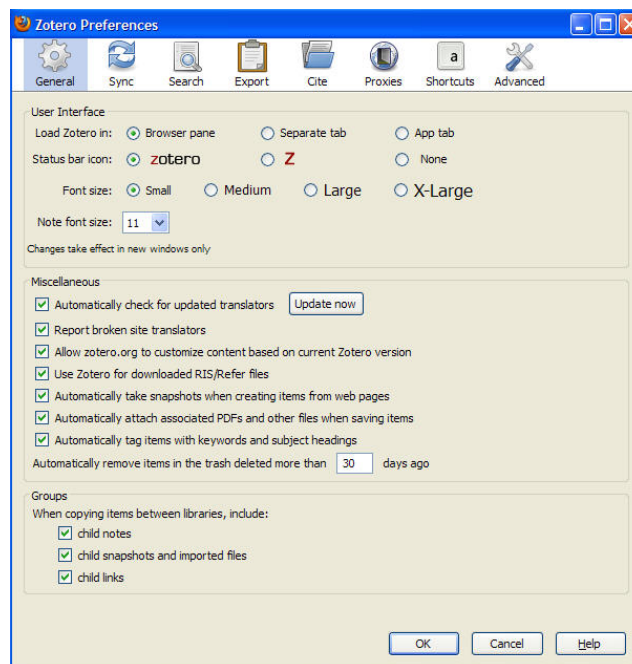 Zotero Preferences
General Sync Search Export Cite Proxies a Shortcuts Advanced
User Interface
Load Zotero in: Browser pane Separate tab App tab
Status bar icon: zotero Z None
Font size: Small Medium Large X-Large
Note font size: 11
Changes take effect in new windows only
Miscellaneous
Automatically check for updated translators Update now
Report broken site translators
Allow zotero.org to customize content based on current Zotero version
Use Zotero for downloaded RIS/Refer files
Automatically take snapshots when creating items from web pages
Automatically attach associated PDFs and other files when saving items
Automatically tag items with keywords and subject headings
Automatically remove items in the trash deleted more than 30 days ago
Groups
When copying items between libraries, include:
child notes
child snapshots and imported files
child links
OK Cancel Help